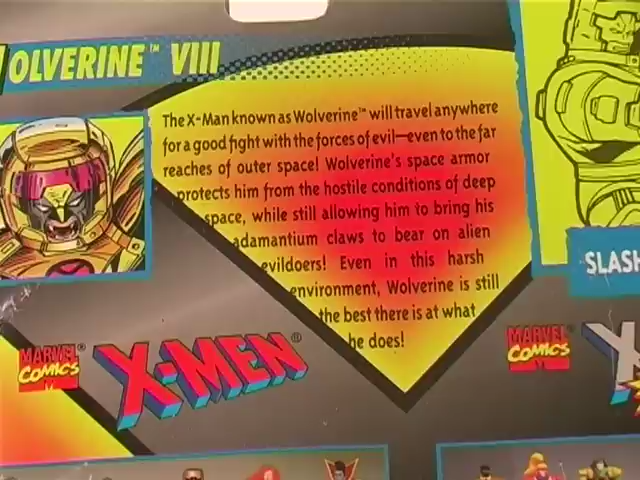 OLVERINE™ VIII
The X-Man known as Wolverine™ will travel anywhere
for a good fight with the forces of evil—even to the far
reaches of outer space! Wolverine's space armor
protects him from the hostile conditions of deep
space, while still allowing him to bring his
adamantium claws to bear on alien
evildoers! Even in this harsh
environment, Wolverine is still
the best there is at what
he does!
SLASH
MARVEL
COMICS
X-MEN®
MARVEL
COMICS
X